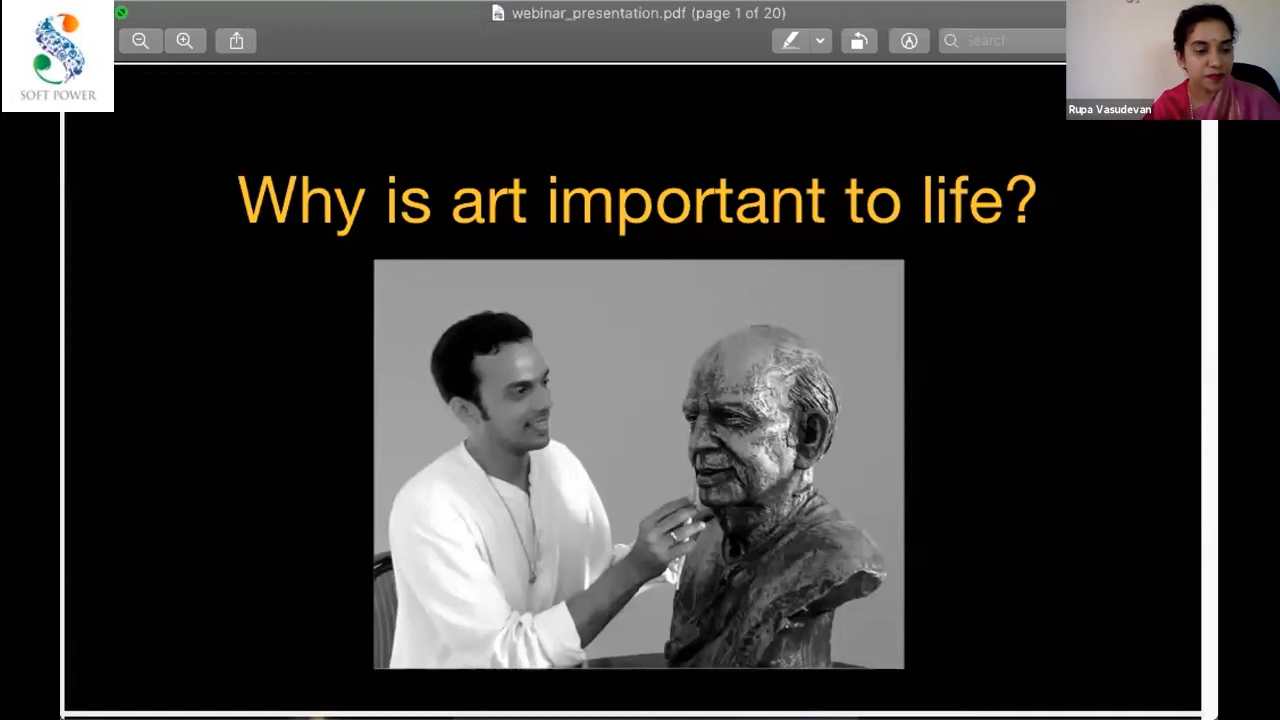 webinar_presentation.pdf (page 1 of 20)
Search
SOFT POWER
Rupa Vasudevan
Why is art important to life?